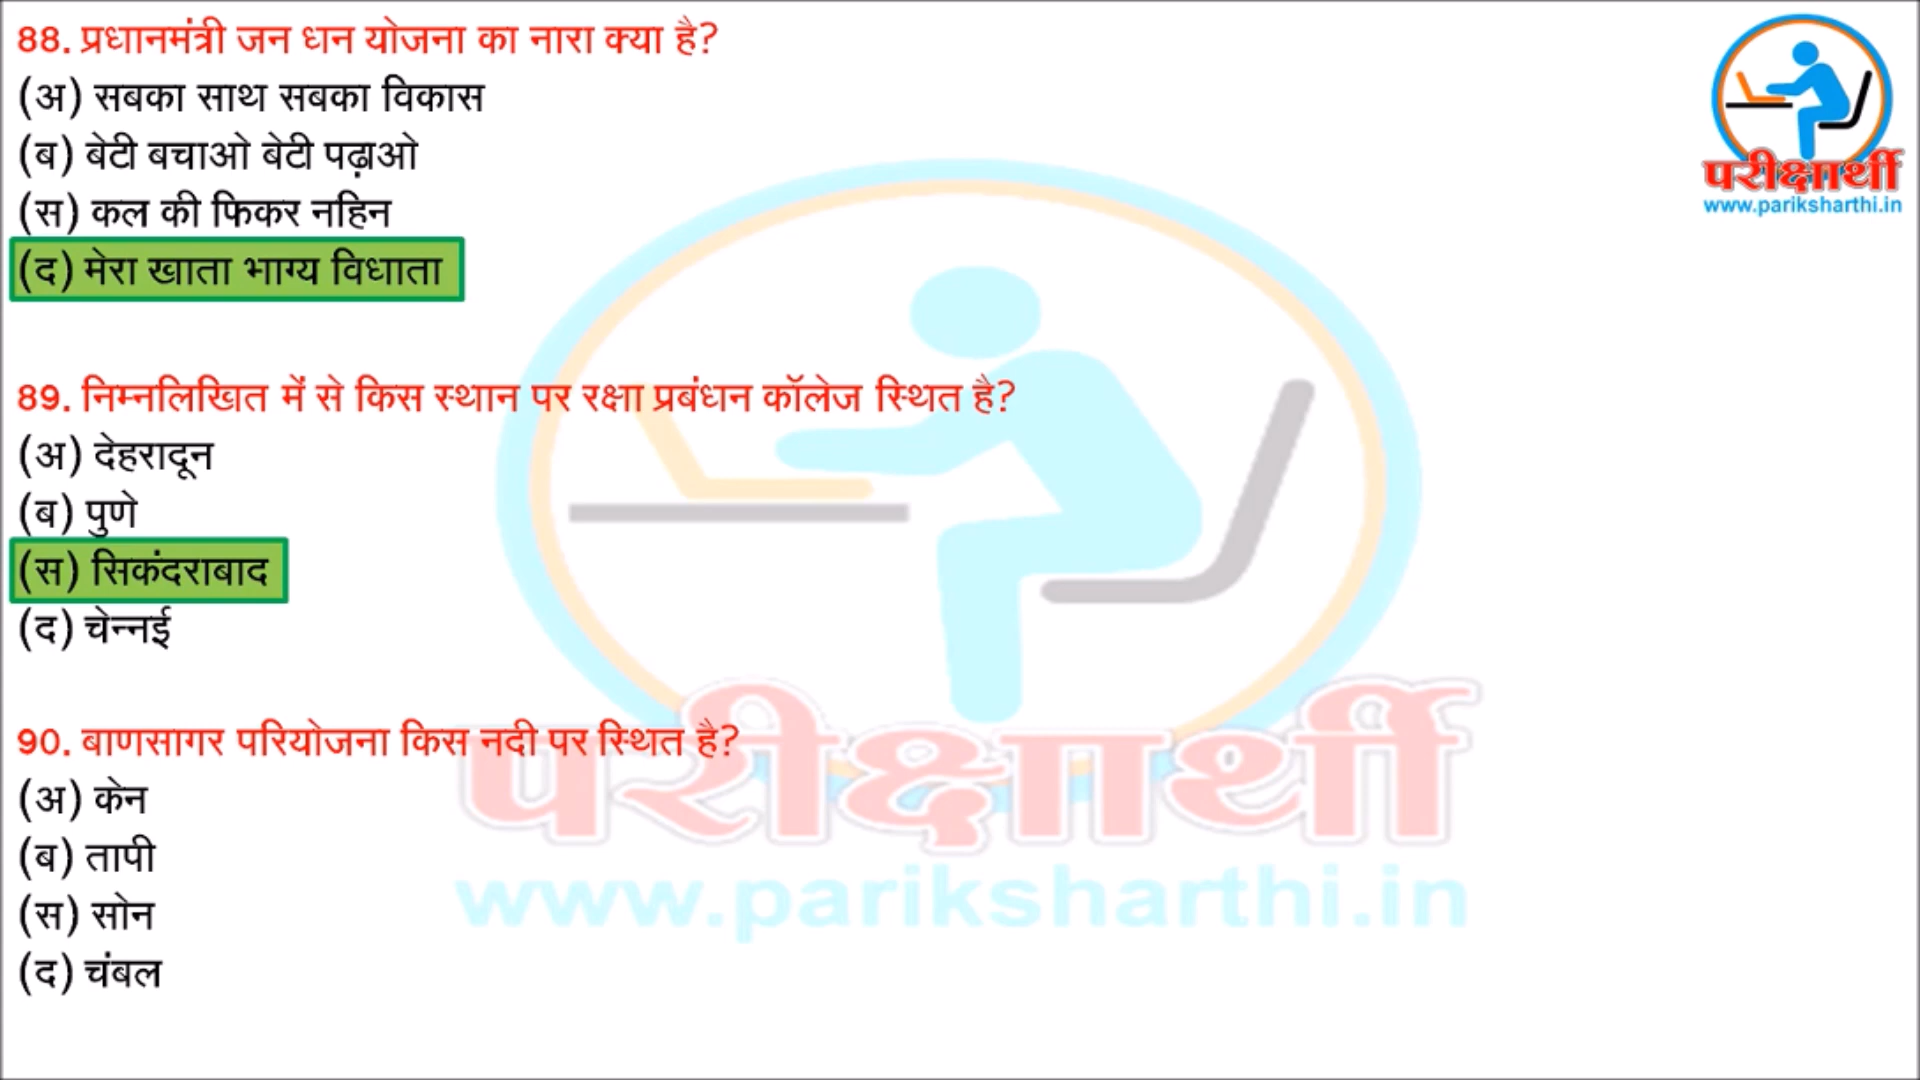 88. प्रधानमंत्री जन धन योजना का नारा क्या है?
(अ) सबका साथ सबका विकास
(ब) बेटी बचाओ बेटी पढ़ाओ
(स) कल की फिकर नहिन
(द) मेरा खाता भाग्य विधाता
89. निम्नलिखित में से किस स्थान पर रक्षा प्रबंधन कॉलेज स्थित है?
(अ) देहरादून
(ब) पुणे
(स) सिकंदराबाद
(द) चेन्नई
90. बाणसागर परियोजना किस नदी पर स्थित है?
(अ) केन
(ब) तापी
(स) सोन
(द) चंबल
परीक्षार्थी
www.pariksharthi.in
परीक्षार्थी
www.pariksharthi.in